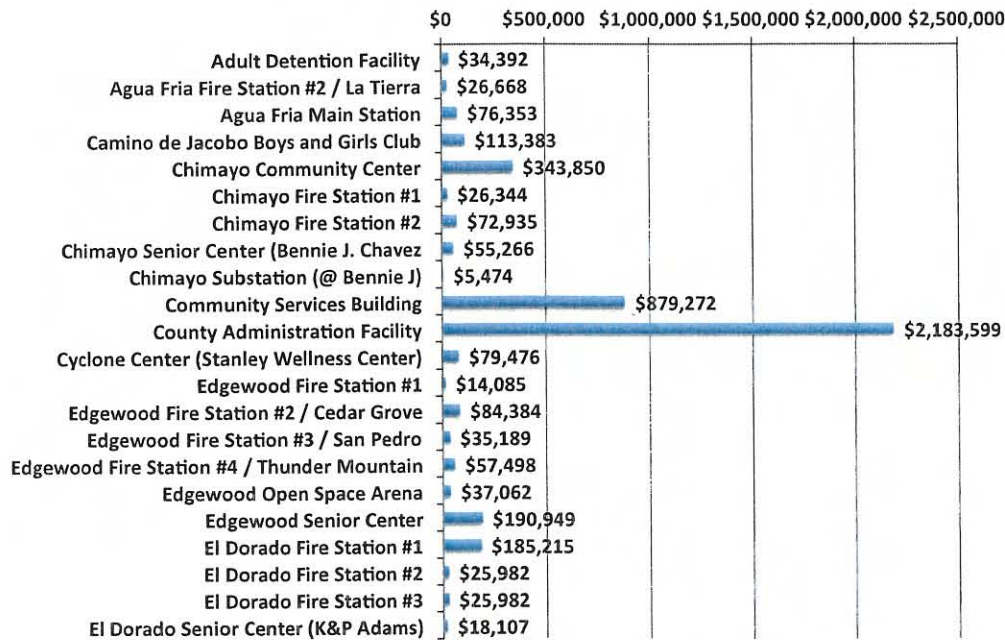 $0 $500,000 $1,000,000 $1,500,000 $2,000,000 $2,500,000
Adult Detention Facility $34,392
Agua Fria Fire Station #2 / La Tierra $26,668
Agua Fria Main Station $76,353
Camino de Jacobo Boys and Girls Club $113,383
Chimayo Community Center $343,850
Chimayo Fire Station #1 $26,344
Chimayo Fire Station #2 $72,935
Chimayo Senior Center (Bennie J. Chavez $55,266
Chimayo Substation (@ Bennie J) $5,474
Community Services Building $879,272
County Administration Facility $2,183,599
Cyclone Center (Stanley Wellness Center) $79,476
Edgewood Fire Station #1 $14,085
Edgewood Fire Station #2 / Cedar Grove $84,384
Edgewood Fire Station #3 / San Pedro $35,189
Edgewood Fire Station #4 / Thunder Mountain $57,498
Edgewood Open Space Arena $37,062
Edgewood Senior Center $190,949
El Dorado Fire Station #1 $185,215
El Dorado Fire Station #2 $25,982
El Dorado Fire Station #3 $25,982
El Dorado Senior Center (K&P Adams) $18,107